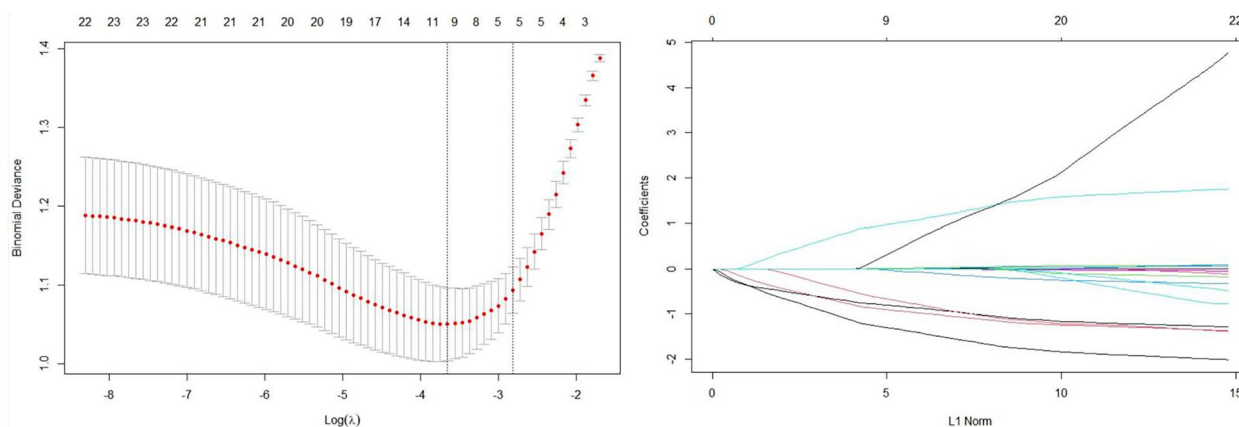 22 23 23 22 21 21 21 20 20 19 17 14 11 9 8 5 5 5 4 3
Binomial Deviance
1.4
1.3
1.2
1.1
1.0
-8 -7 -6 -5 -4 -3 -2
Log(λ)
0 9 20 22
Coefficients
5
4
3
2
1
0
-1
-2
0 5 10 15
L1 Norm